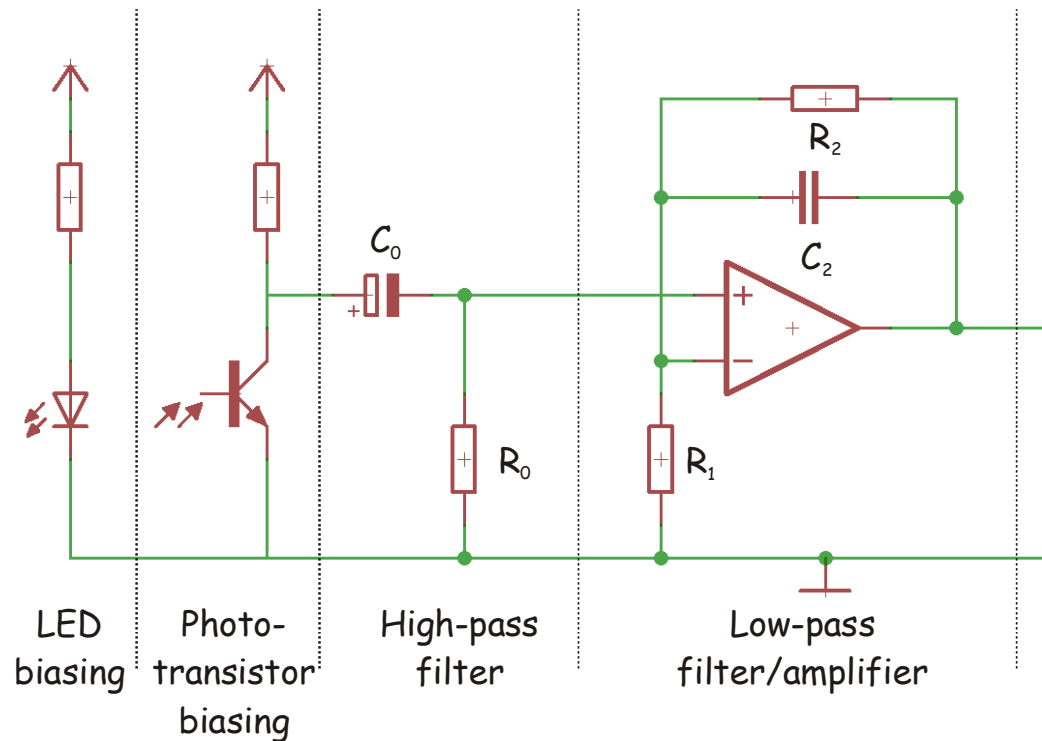 R₂
C₀
C₂
+
+
−
R₀
R₁
LED
biasing
Photo-
transistor
biasing
High-pass
filter
Low-pass
filter/amplifier